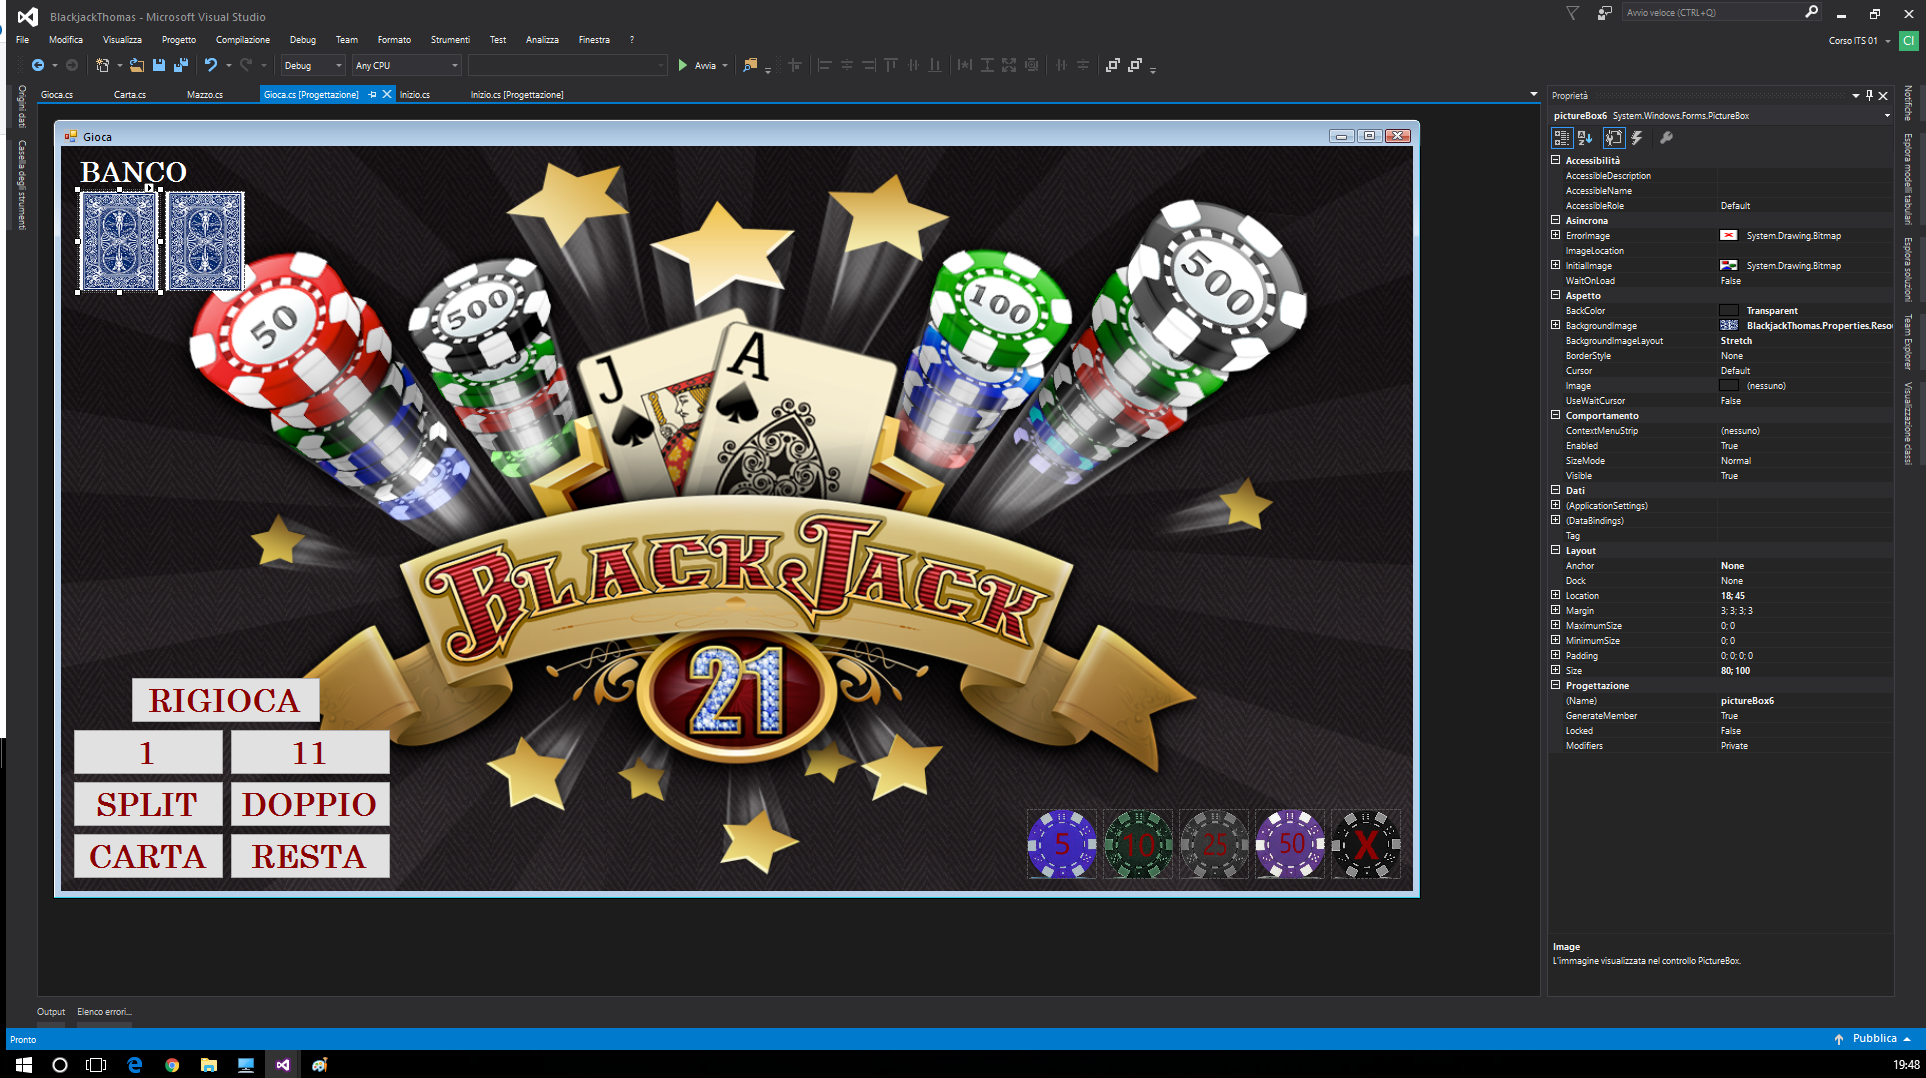 BlackjackThomas - Microsoft Visual Studio
Avvio veloce (CTRL+Q)
File Modifica Visualizza Progetto Compilazione Debug Team Formato Strumenti Test Analizza Finestra ?
Corso ITS 01 CI
Debug Any CPU Avvia
Gioca.cs Carta.cs Mazzo.cs Gioca.cs [Progettazione] Inizio.cs Inizio.cs [Progettazione]
Origini dati
Casella degli strumenti
Gioca
BANCO
50
500
100
500
J
A
BLACKJACK
21
RIGIOCA
1 11
SPLIT DOPPIO
CARTA RESTA
5 10 25 50 X
Proprietà
pictureBox6 System.Windows.Forms.PictureBox
Accessibilità
AccessibleDescription
AccessibleName
AccessibleRole Default
Asincrona
ErrorImage System.Drawing.Bitmap
ImageLocation
InitialImage System.Drawing.Bitmap
WaitOnLoad False
Aspetto
BackColor Transparent
BackgroundImage BlackjackThomas.Properties.Reso
BackgroundImageLayout Stretch
BorderStyle None
Cursor Default
Image (nessuno)
UseWaitCursor False
Comportamento
ContextMenuStrip (nessuno)
Enabled True
SizeMode Normal
Visible True
Dati
(ApplicationSettings)
(DataBindings)
Tag
Layout
Anchor None
Dock None
Location 18; 45
Margin 3; 3; 3; 3
MaximumSize 0; 0
MinimumSize 0; 0
Padding 0; 0; 0; 0
Size 80; 100
Progettazione
(Name) pictureBox6
GenerateMember True
Locked False
Modifiers Private
Image
L'immagine visualizzata nel controllo PictureBox.
Notifiche
Esplora modelli tabulari
Esplora soluzioni
Team Explorer
Visualizzazione classi
Output Elenco errori...
Pronto
Pubblica
19:48